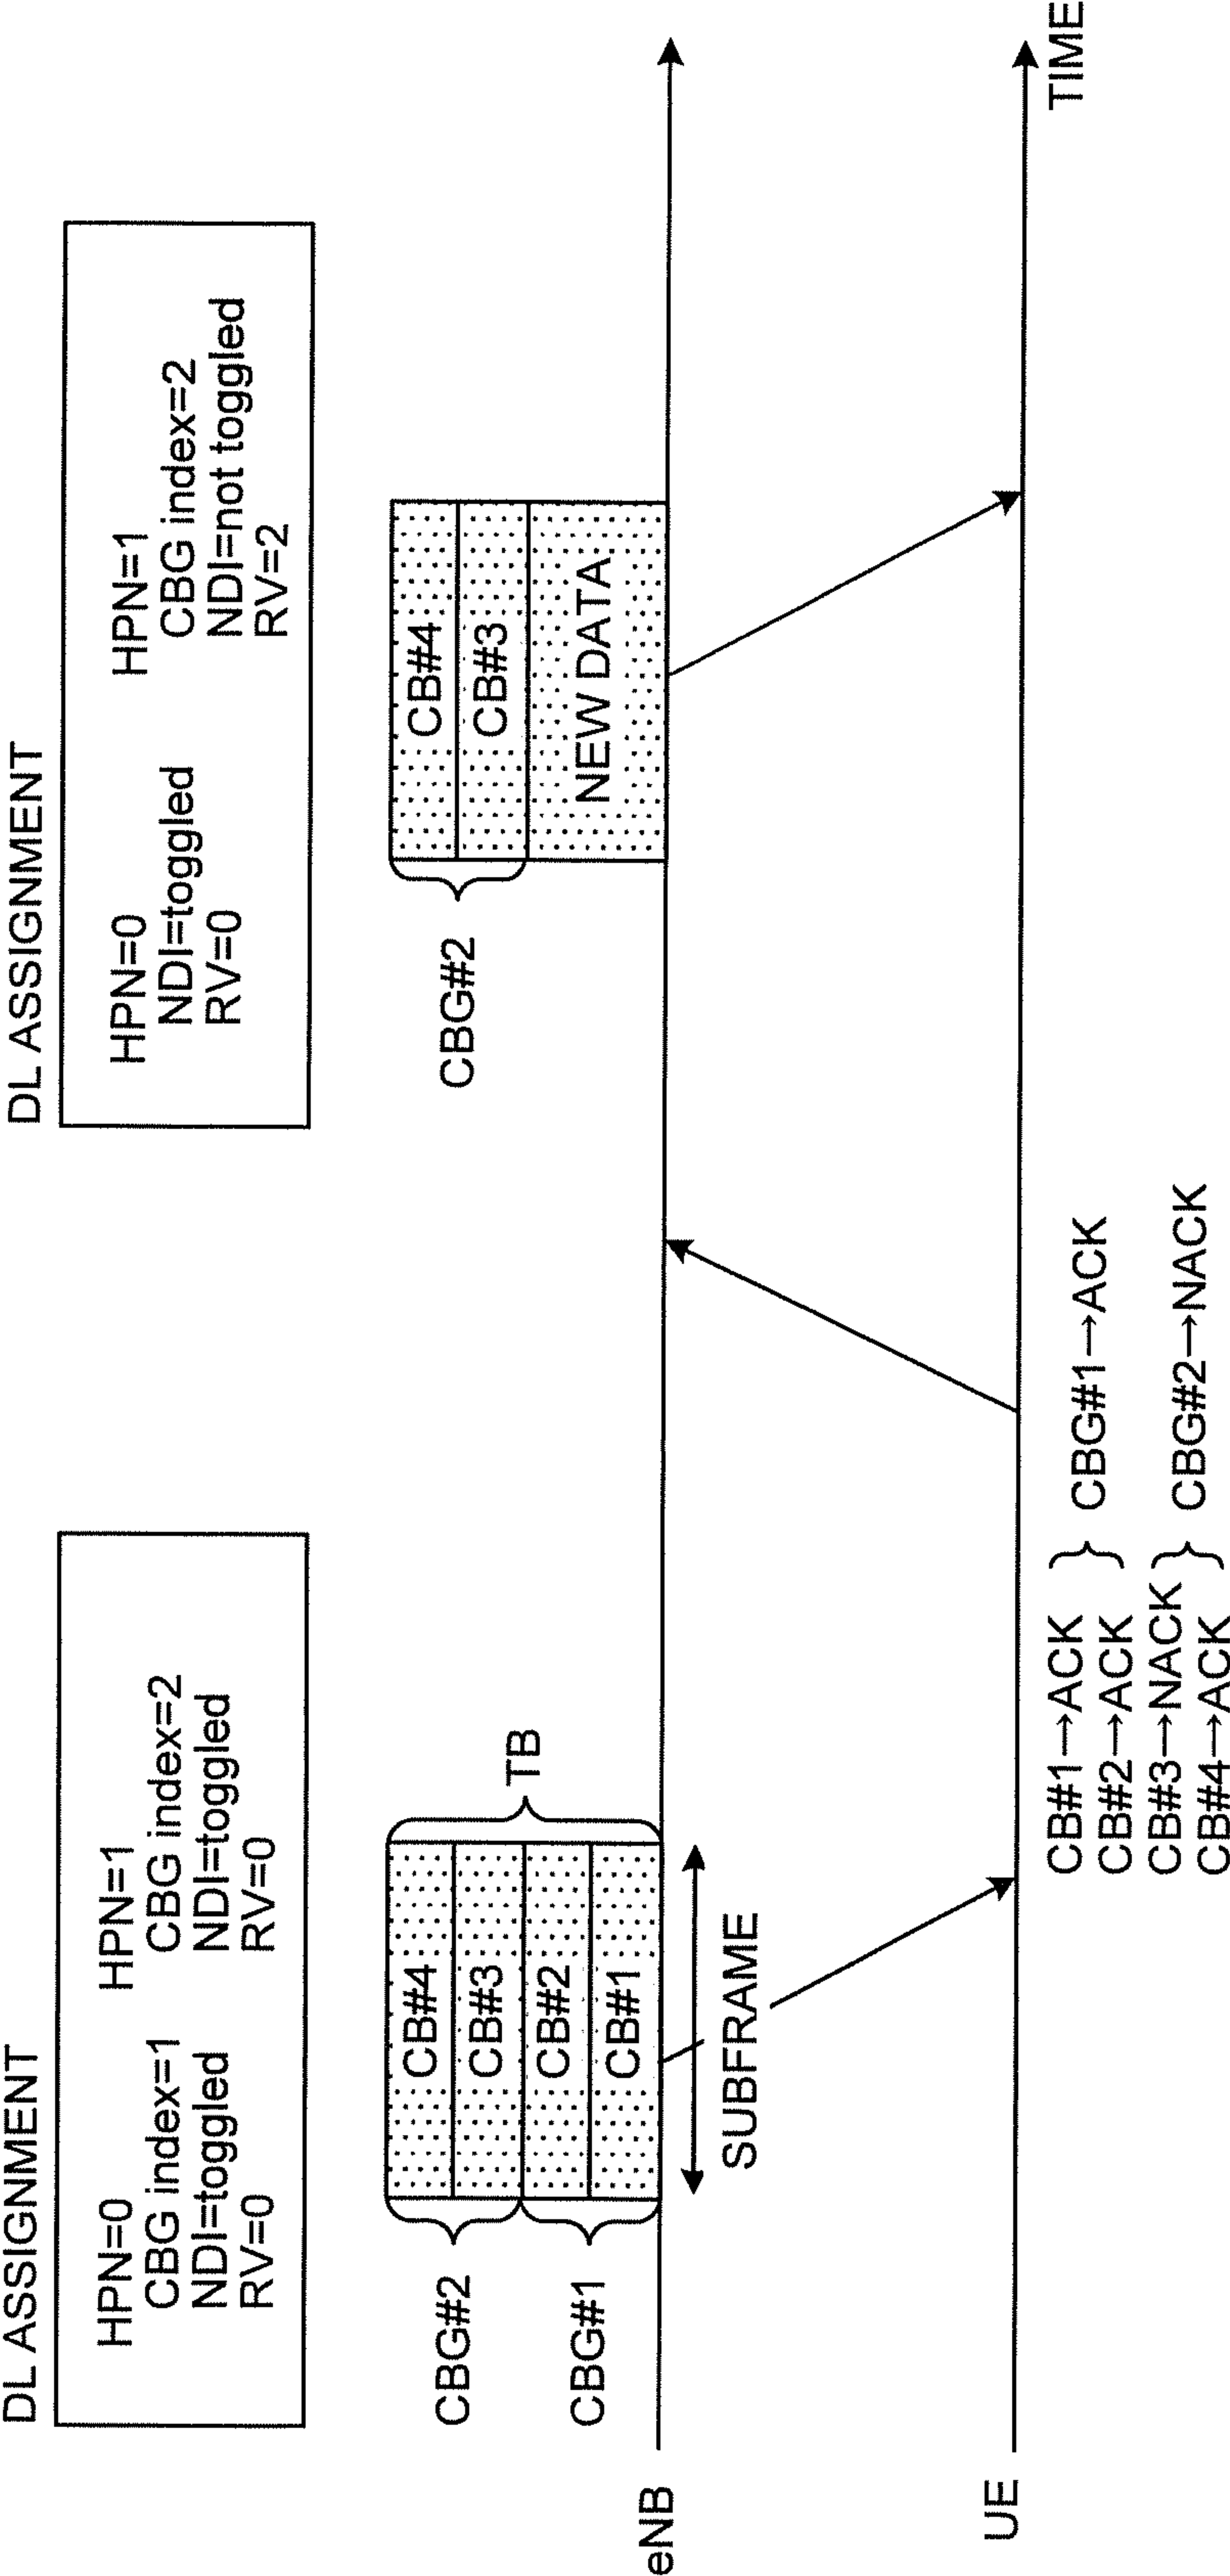 DL ASSIGNMENT
HPN=0
CBG index=1
NDI=toggled
RV=0
HPN=1
CBG index=2
NDI=toggled
RV=0
DL ASSIGNMENT
HPN=0
NDI=toggled
RV=0
HPN=1
CBG index=2
NDI=not toggled
RV=2
CBG#2
CBG#1
CB#4
CB#3
CB#2
CB#1
TB
SUBFRAME
CBG#2
CB#4
CB#3
NEW DATA
eNB
UE
TIME
CB#1→ACK
CB#2→ACK
CBG#1→ACK
CB#3→NACK
CB#4→ACK
CBG#2→NACK